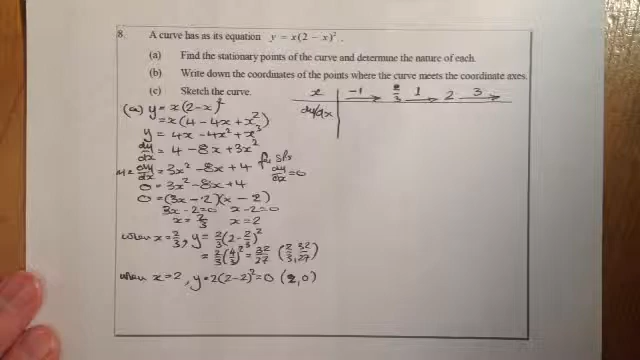 8. A curve has as its equation y = x(2 – x)².
(a) Find the stationary points of the curve and determine the nature of each.
(b) Write down the coordinates of the points where the curve meets the coordinate axes.
(c) Sketch the curve.
x | -1 → 2/3 1 → 2 3 →
dy/dx
(a) y = x(2-x)²
= x(4 - 4x + x²)
y = 4x - 4x² + x³
dy/dx = 4 - 8x + 3x²
m = dy/dx = 3x² - 8x + 4 for SPs dy/dx = 0
0 = 3x² - 8x + 4
0 = (3x - 2)(x - 2)
3x - 2 = 0 x - 2 = 0
x = 2/3 x = 2
when x = 2/3, y = 2/3(2 - 2/3)²
= 2/3(4/3)² = 32/27 (2/3, 32/27)
when x = 2, y = 2(2-2)² = 0 (2, 0)